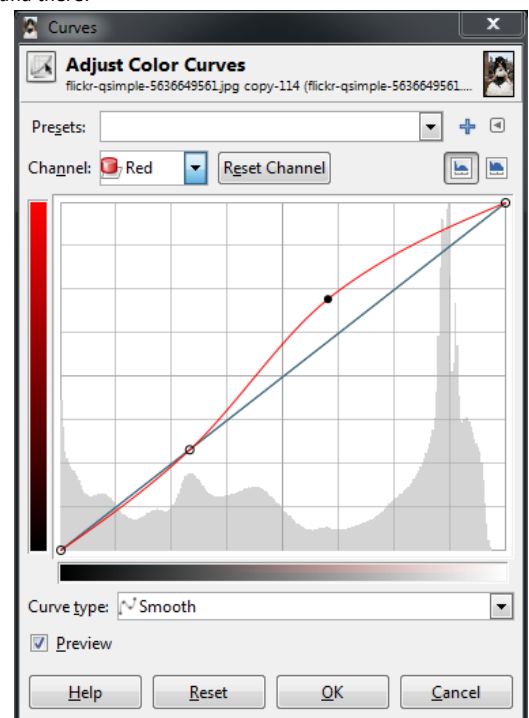 and there.
Curves
x
Adjust Color Curves
flickr-qsimple-5636649561.jpg copy-114 (flickr-qsimple-5636649561....
Presets:
Channel: Red Reset Channel
Curve type: Smooth
Preview
Help Reset OK Cancel